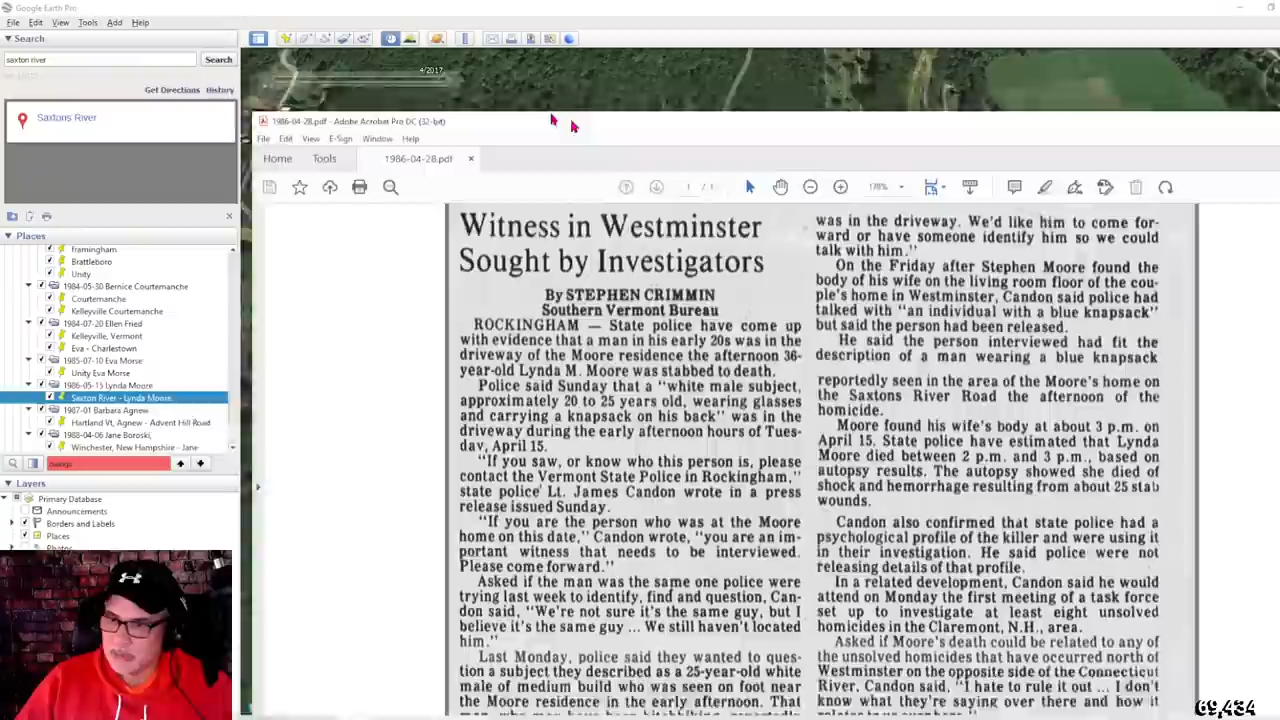 Google Earth Pro
File Edit View Tools Add Help
Search
saxton river
Search
Get Directions History
Saxtons River
Places
framingham
Brattleboro
Unity
1984-05-30 Bernice Courtemanche
Courtemanche
Kelleyville Courtemanche
1984-07-20 Ellen Fried
Kelleyville, Vermont
Eva - Charlestown
1985-07-10 Eva Morse
Unity Eva Morse
1986-05-15 Lynda Moore
Saxton River - Lynda Moore
1987-01 Barbara Agnew
Hartland Vt, Agnew - Advent Hill Road
1988-04-06 Jane Boroski,
Winchester, New Hampshire - Jane
owings
Layers
Primary Database
Announcements
Borders and Labels
Places
Photos
4/2017
1986-04-28.pdf - Adobe Acrobat Pro DC (32-bit)
File Edit View E-Sign Window Help
Home Tools 1986-04-28.pdf ×
1 / 1 178%
Witness in Westminster
Sought by Investigators
By STEPHEN CRIMMIN
Southern Vermont Bureau
ROCKINGHAM — State police have come up
with evidence that a man in his early 20s was in the
driveway of the Moore residence the afternoon 36-
year-old Lynda M. Moore was stabbed to death.
Police said Sunday that a "white male subject,
approximately 20 to 25 years old, wearing glasses
and carrying a knapsack on his back" was in the
driveway during the early afternoon hours of Tues-
day, April 15.
"If you saw, or know who this person is, please
contact the Vermont State Police in Rockingham,"
state police Lt. James Candon wrote in a press
release issued Sunday.
"If you are the person who was at the Moore
home on this date," Candon wrote, "you are an im-
portant witness that needs to be interviewed.
Please come forward."
Asked if the man was the same one police were
trying last week to identify, find and question, Can-
don said, "We're not sure it's the same guy, but I
believe it's the same guy ... We still haven't located
him."
Last Monday, police said they wanted to ques-
tion a subject they described as a 25-year-old white
male of medium build who was seen on foot near
the Moore residence in the early afternoon. That
was in the driveway. We'd like him to come for-
ward or have someone identify him so we could
talk with him."
On the Friday after Stephen Moore found the
body of his wife on the living room floor of the cou-
ple's home in Westminster, Candon said police had
talked with "an individual with a blue knapsack"
but said the person had been released.
He said the person interviewed had fit the
description of a man wearing a blue knapsack
reportedly seen in the area of the Moore's home on
the Saxtons River Road the afternoon of the
homicide.
Moore found his wife's body at about 3 p.m. on
April 15. State police have estimated that Lynda
Moore died between 2 p.m. and 3 p.m., based on
autopsy results. The autopsy showed she died of
shock and hemorrhage resulting from about 25 stab
wounds.
Candon also confirmed that state police had a
psychological profile of the killer and were using it
in their investigation. He said police were not
releasing details of that profile.
In a related development, Candon said he would
attend on Monday the first meeting of a task force
set up to investigate at least eight unsolved
homicides in the Claremont, N.H., area.
Asked if Moore's death could be related to any of
the unsolved homicides that have occurred north of
Westminster on the opposite side of the Connecticut
River, Candon said, "I hate to rule it out ... I don't
know what they're saying over there and how it
69,434